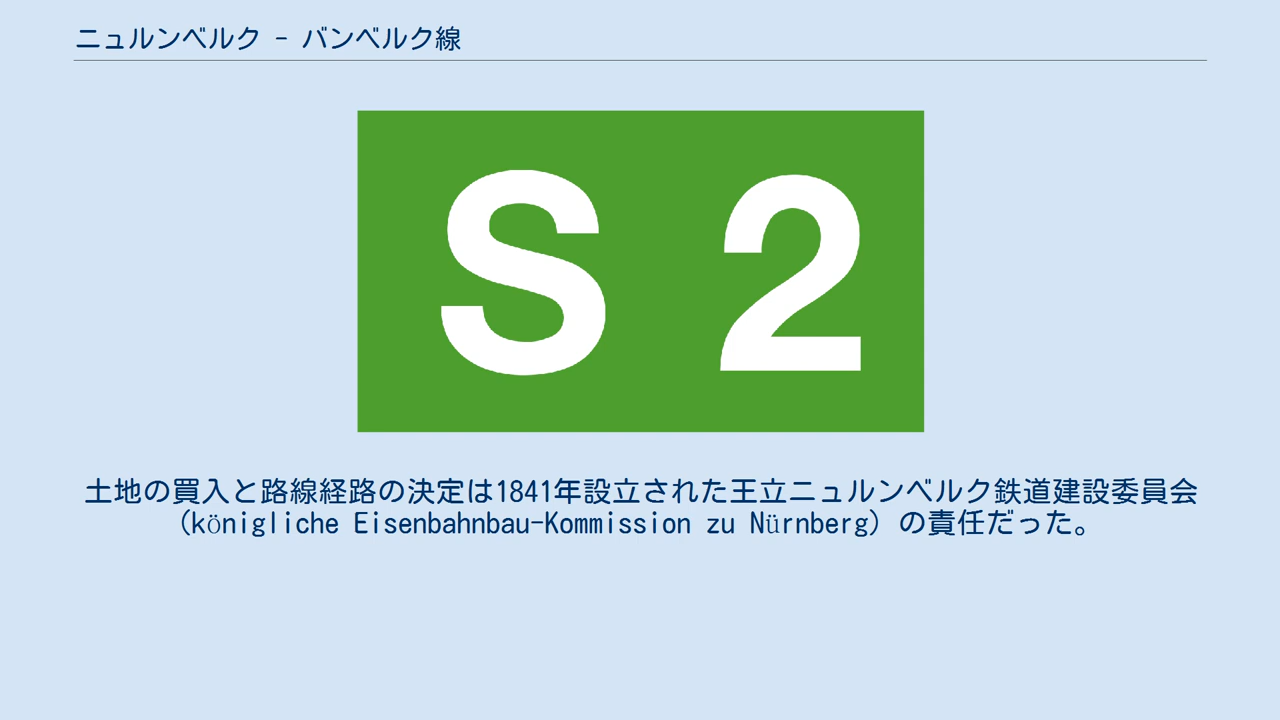 ニュルンベルク - バンベルク線
S 2
土地の買入と路線経路の決定は1841年設立された王立ニュルンベルク鉄道建設委員会
(königliche Eisenbahnbau-Kommission zu Nürnberg) の責任だった。